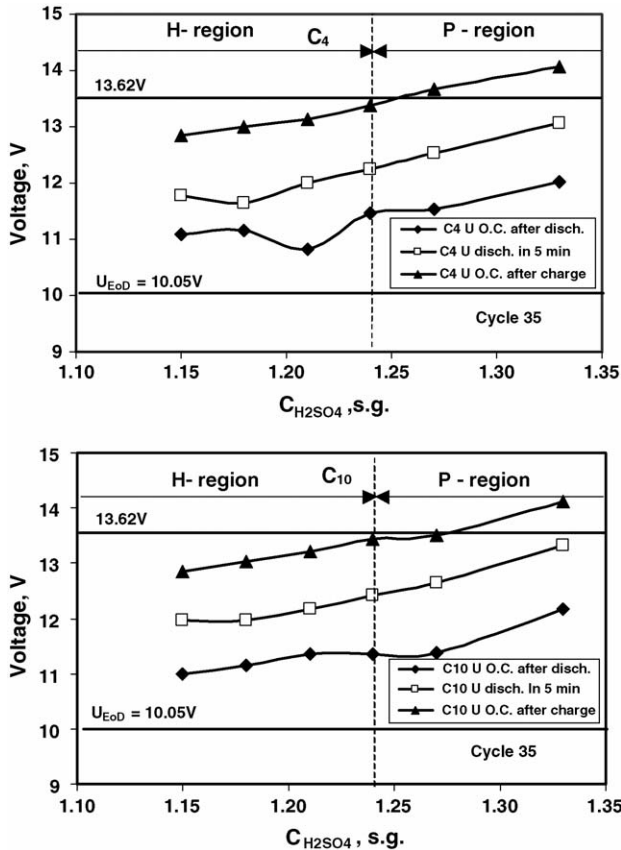 15
14
13
12
11
10
9
Voltage, V
H- region
C4
P - region
13.62V
UEoD = 10.05V
C4 U O.C. after disch.
C4 U disch. in 5 min
C4 U O.C. after charge
Cycle 35
1.10
1.15
1.20
1.25
1.30
1.35
CH2SO4 ,s.g.
15
14
13
12
11
10
9
Voltage, V
H- region
C10
P - region
13.62V
UEoD = 10.05V
C10 U O.C. after disch.
C10 U disch. In 5 min
C10 U O.C. after charge
Cycle 35
1.10
1.15
1.20
1.25
1.30
1.35
CH2SO4, s.g.